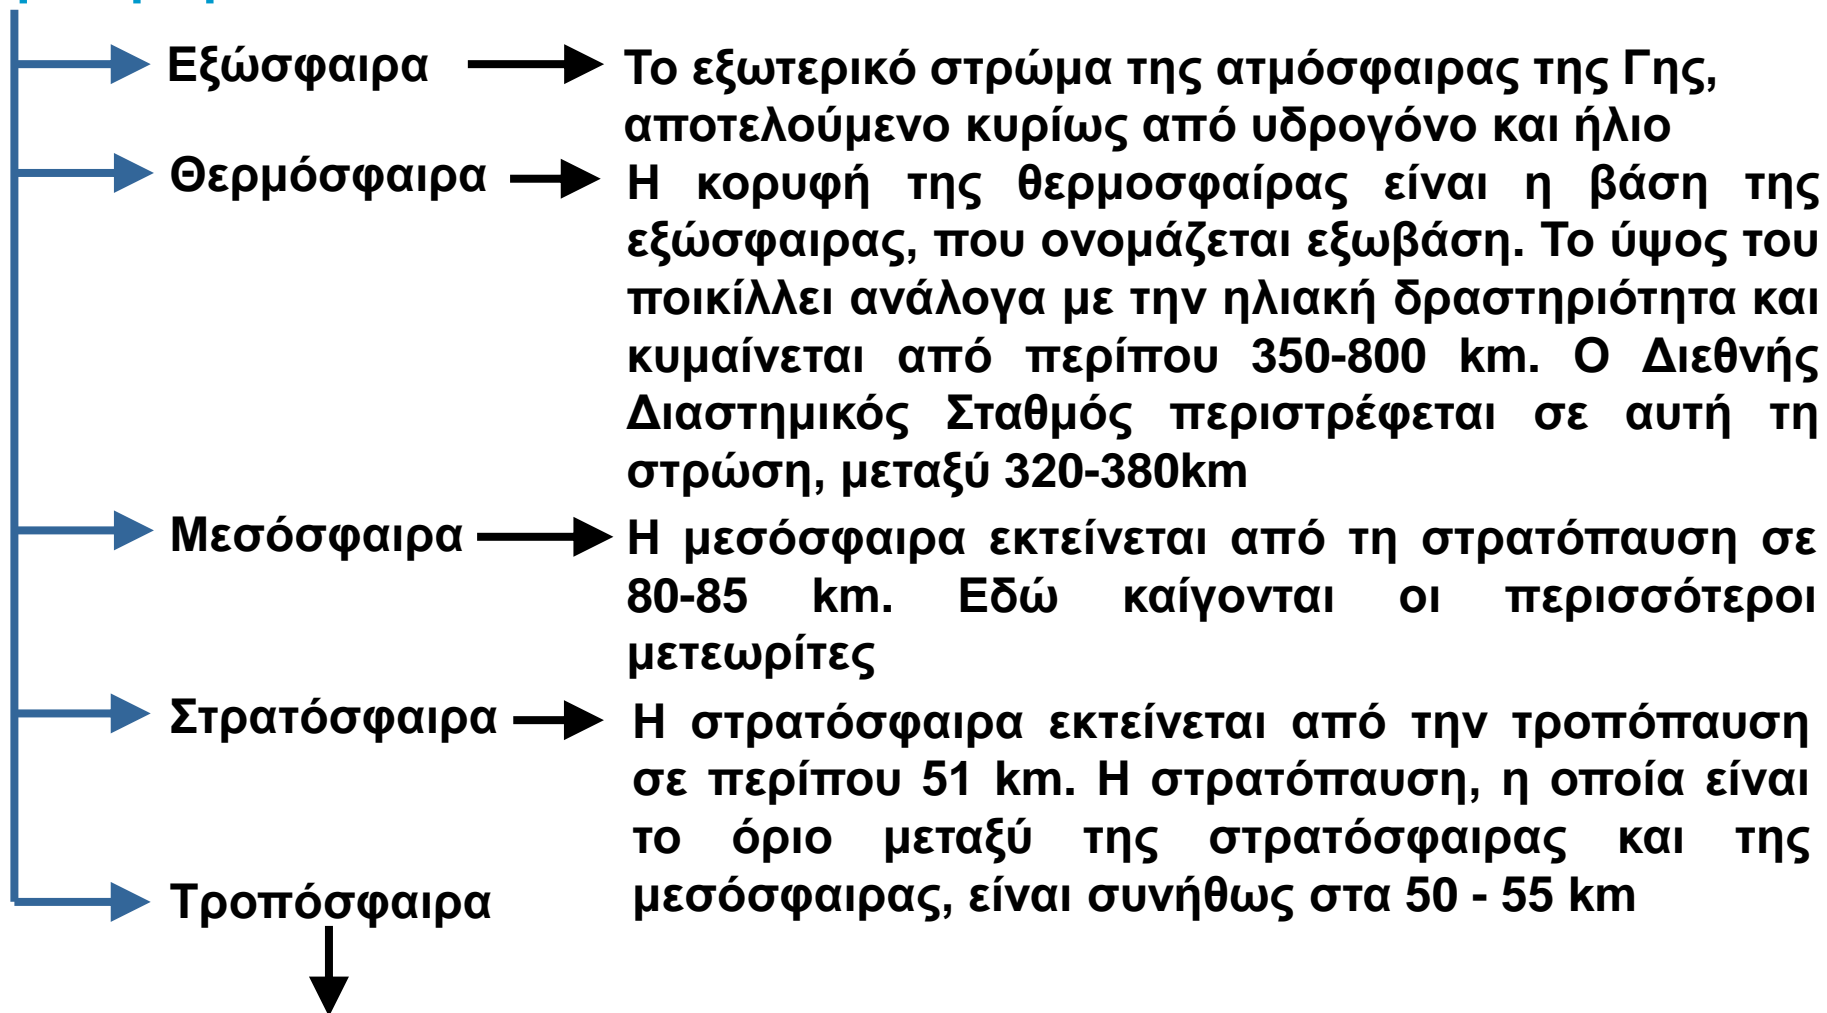 Εξώσφαιρα
Το εξωτερικό στρώμα της ατμόσφαιρας της Γης,
αποτελούμενο κυρίως από υδρογόνο και ήλιο
Θερμόσφαιρα
Η κορυφή της θερμοσφαίρας είναι η βάση της
εξώσφαιρας, που ονομάζεται εξωβάση. Το ύψος του
ποικίλλει ανάλογα με την ηλιακή δραστηριότητα και
κυμαίνεται από περίπου 350-800 km. Ο Διεθνής
Διαστημικός Σταθμός περιστρέφεται σε αυτή τη
στρώση, μεταξύ 320-380km
Μεσόσφαιρα
Η μεσόσφαιρα εκτείνεται από τη στρατόπαυση σε
80-85 km. Εδώ καίγονται οι περισσότεροι
μετεωρίτες
Στρατόσφαιρα
Η στρατόσφαιρα εκτείνεται από την τροπόπαυση
σε περίπου 51 km. Η στρατόπαυση, η οποία είναι
το όριο μεταξύ της στρατόσφαιρας και της
μεσόσφαιρας, είναι συνήθως στα 50 - 55 km
Τροπόσφαιρα